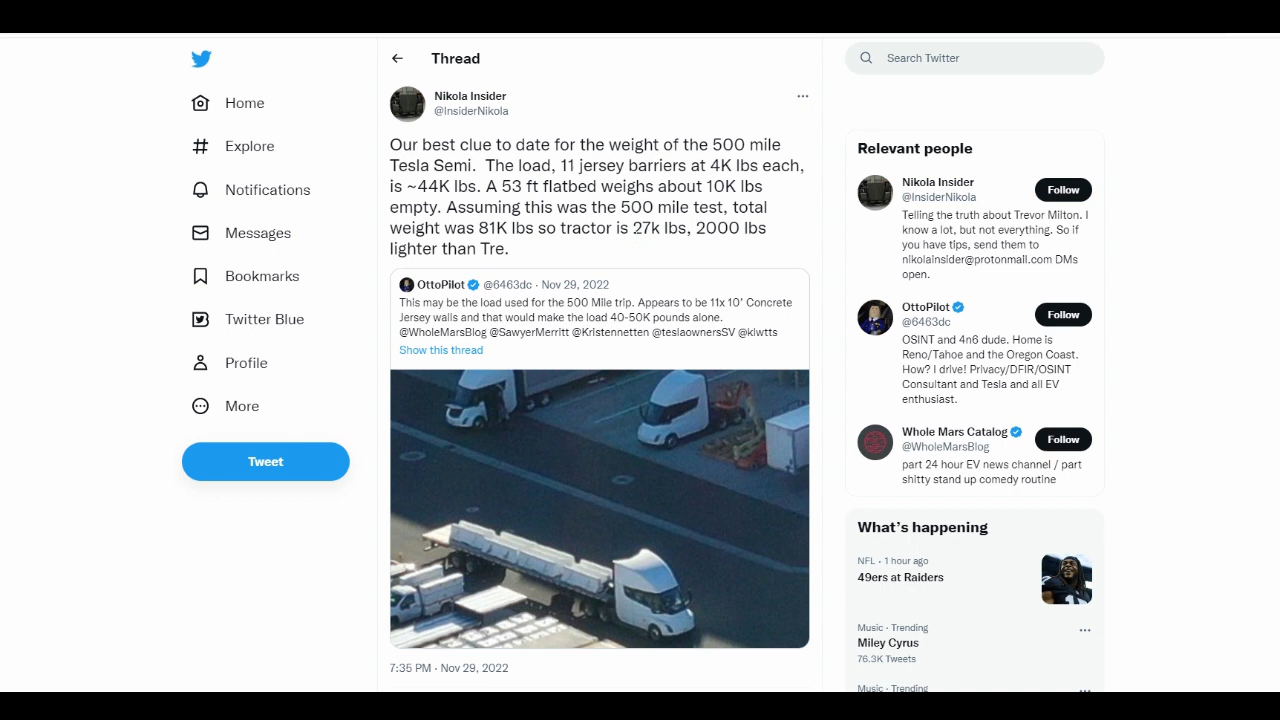 Thread
Search Twitter
Home
Explore
Notifications
Messages
Bookmarks
Twitter Blue
Profile
More
Tweet
Nikola Insider
@InsiderNikola
Our best clue to date for the weight of the 500 mile
Tesla Semi. The load, 11 jersey barriers at 4K lbs each,
is ~44K lbs. A 53 ft flatbed weighs about 10K lbs
empty. Assuming this was the 500 mile test, total
weight was 81K lbs so tractor is 27k lbs, 2000 lbs
lighter than Tre.
OttoPilot @6463dc · Nov 29, 2022
This may be the load used for the 500 Mile trip. Appears to be 11x 10' Concrete
Jersey walls and that would make the load 40-50K pounds alone.
@WholeMarsBlog @SawyerMerritt @Kristennetten @teslaownersSV @klwtts
Show this thread
7:35 PM · Nov 29, 2022
Relevant people
Nikola Insider
@InsiderNikola
Follow
Telling the truth about Trevor Milton. I
know a lot, but not everything. So if
you have tips, send them to
nikolainsider@protonmail.com DMs
open.
OttoPilot
@6463dc
Follow
OSINT and 4n6 dude. Home is
Reno/Tahoe and the Oregon Coast.
How? I drive! Privacy/DFIR/OSINT
Consultant and Tesla and all EV
enthusiast.
Whole Mars Catalog
@WholeMarsBlog
Follow
part 24 hour EV news channel / part
shitty stand up comedy routine
What's happening
NFL · 1 hour ago
49ers at Raiders
Music · Trending
Miley Cyrus
76.3K Tweets
Music · Trending